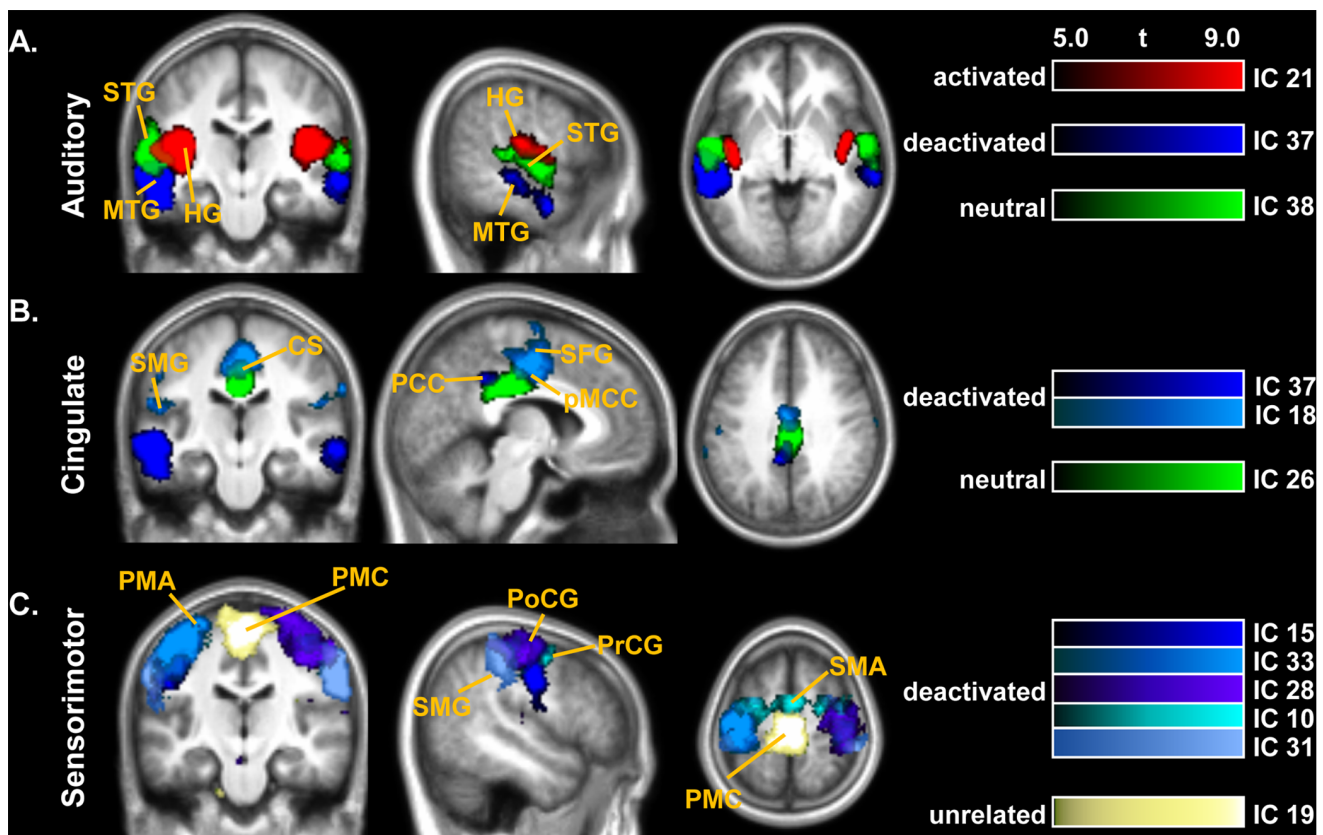 A.
Auditory
STG
MTG
HG
HG
STG
MTG
5.0 t 9.0
activated IC 21
deactivated IC 37
neutral IC 38
B.
Cingulate
SMG
CS
PCC
SFG
pMCC
deactivated IC 37
IC 18
neutral IC 26
C.
Sensorimotor
PMA
PMC
PoCG
PrCG
SMG
SMA
PMC
deactivated
IC 15
IC 33
IC 28
IC 10
IC 31
unrelated IC 19